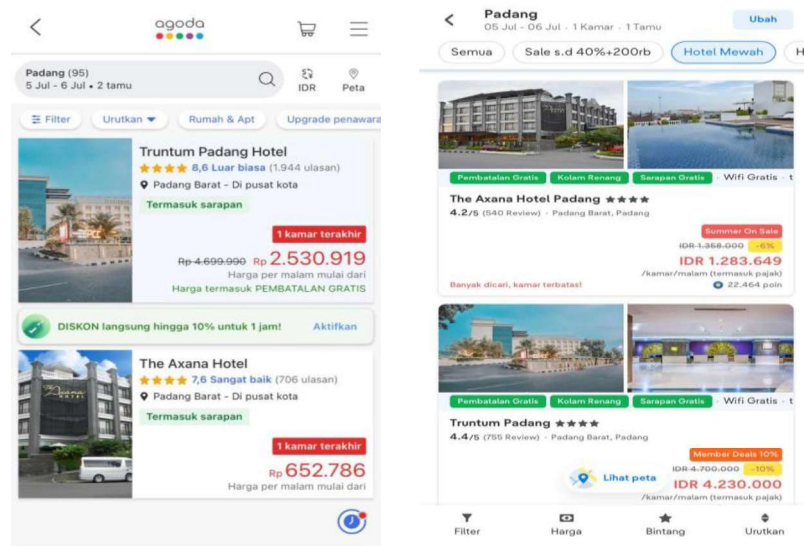 agoda
Padang (95)
5 Jul - 6 Jul • 2 tamu
IDR
Peta
Filter
Urutkan
Rumah & Apt
Upgrade penawara
Truntum Padang Hotel
8,6 Luar biasa (1.944 ulasan)
Padang Barat - Di pusat kota
Termasuk sarapan
1 kamar terakhir
Rp 4.699.990 Rp 2.530.919
Harga per malam mulai dari
Harga termasuk PEMBATALAN GRATIS
DISKON langsung hingga 10% untuk 1 jam! Aktifkan
The Axana Hotel
7,6 Sangat baik (706 ulasan)
Padang Barat - Di pusat kota
Termasuk sarapan
1 kamar terakhir
Rp 652.786
Harga per malam mulai dari
Padang
05 Jul - 06 Jul · 1 Kamar · 1 Tamu
Ubah
Semua
Sale s.d 40%+200rb
Hotel Mewah
H
Pembatalan Gratis Kolam Renang Sarapan Gratis · Wifi Gratis · t
The Axana Hotel Padang
4.2/5 (540 Review) · Padang Barat, Padang
Summer On Sale
IDR 1.358.000 -6%
IDR 1.283.649
/kamar/malam (termasuk pajak)
Banyak dicari, kamar terbatas! 22.464 poin
Pembatalan Gratis Kolam Renang Sarapan Gratis · Wifi Gratis · t
Truntum Padang
4.4/5 (755 Review) · Padang Barat, Padang
Member Deals 10%
IDR 4.700.000 -10%
Lihat peta
IDR 4.230.000
/kamar/malam (termasuk pajak)
Filter
Harga
Bintang
Urutkan